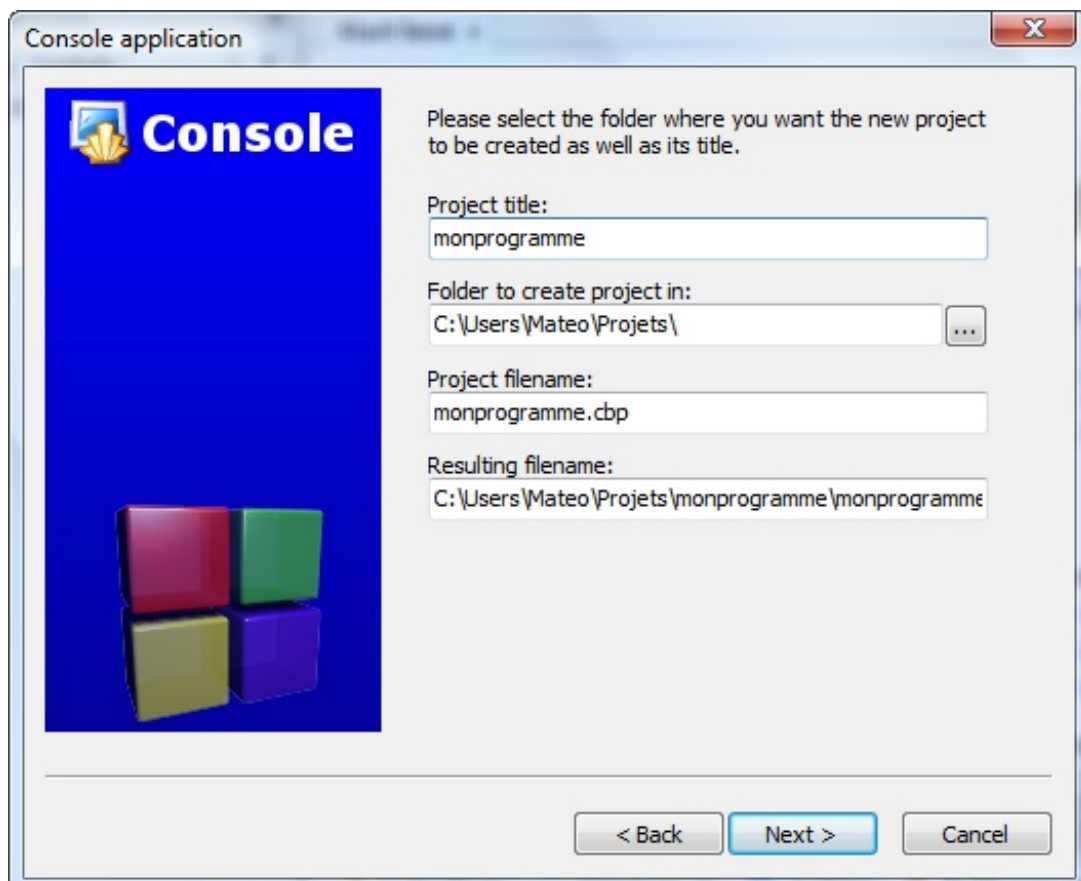 Console application
Console
Please select the folder where you want the new project
to be created as well as its title.
Project title:
monprogramme
Folder to create project in:
C:\Users\Mateo\Projets\
...
Project filename:
monprogramme.cbp
Resulting filename:
C:\Users\Mateo\Projets\monprogramme\monprogramme
< Back
Next >
Cancel